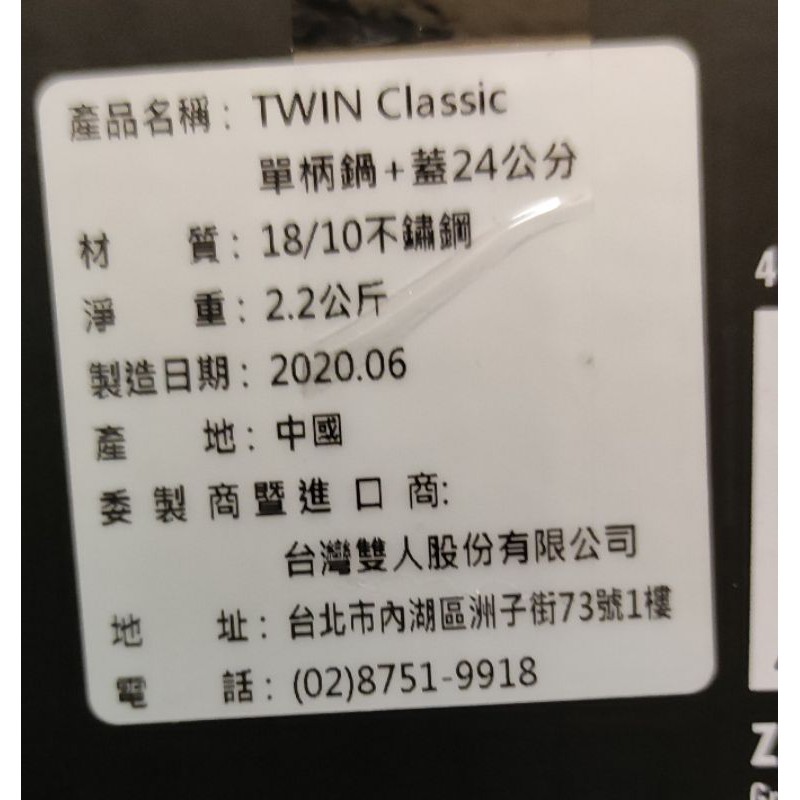 產品名稱：TWIN Classic
單柄鍋+蓋24公分
材 質：18/10不鏽鋼
淨 重：2.2公斤
製造日期：2020.06
產 地：中國
委製商暨進口商:
台灣雙人股份有限公司
地 址：台北市內湖區洲子街73號1樓
電 話：(02)8751-9918
4
Z